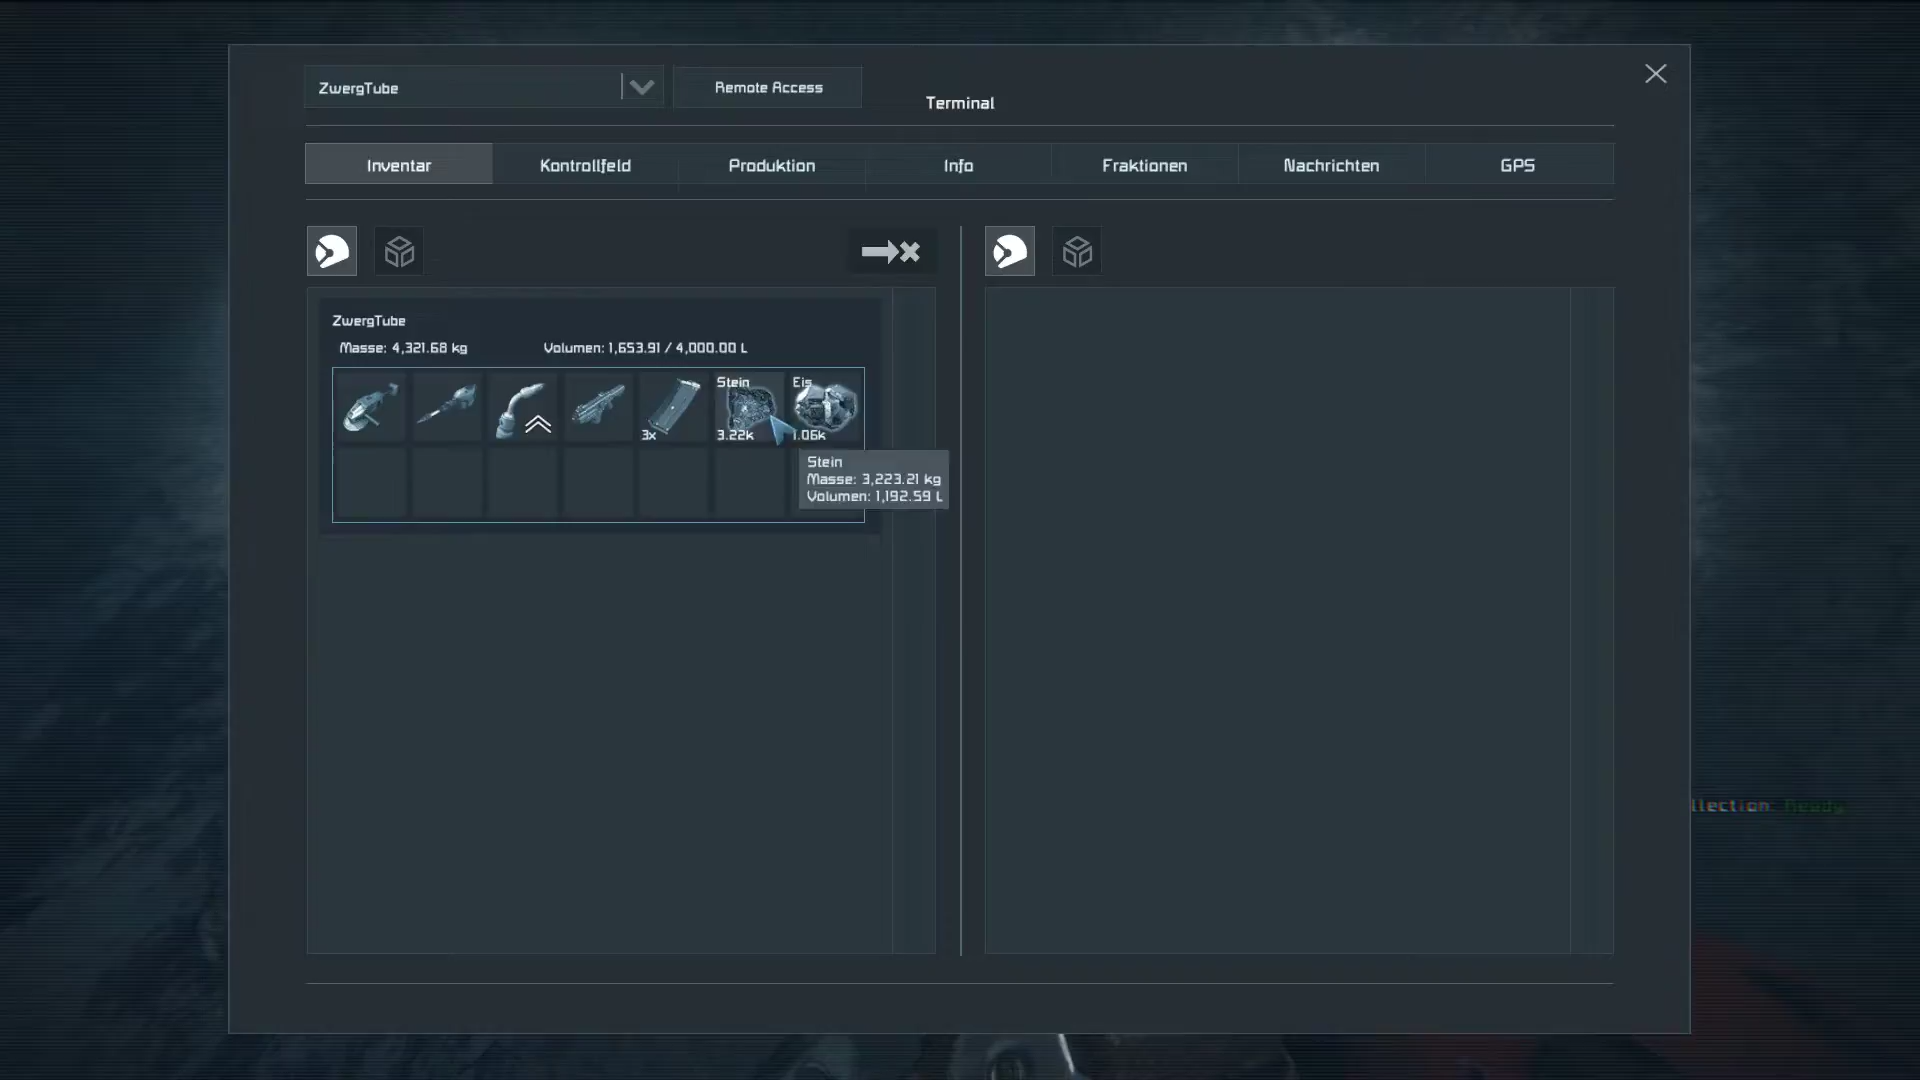 ZwergTube
Remote Access
Terminal
Inventar
Kontrollfeld
Produktion
Info
Fraktionen
Nachrichten
GPS
ZwergTube
Masse: 4,321.68 kg
Volumen: 1,653.91 / 4,000.00 L
Stein
Eis
3x
3.22k
1.06k
Stein
Masse: 3,223.21 kg
Volumen: 1,192.59 L
llection Ready